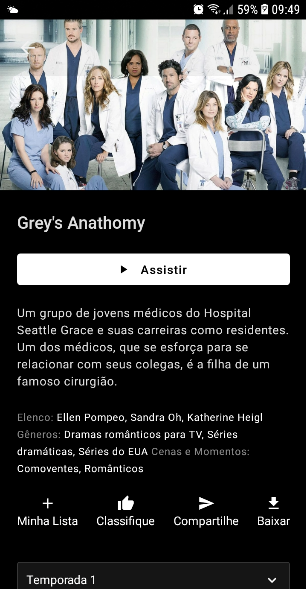 59% 09:49
Grey's Anathomy
Assistir
Um grupo de jovens médicos do Hospital
Seattle Grace e suas carreiras como residentes.
Um dos médicos, que se esforça para se
relacionar com seus colegas, é a filha de um
famoso cirurgião.
Elenco: Ellen Pompeo, Sandra Oh, Katherine Heigl
Gêneros: Dramas românticos para TV, Séries
dramáticas, Séries do EUA Cenas e Momentos:
Comoventes, Românticos
Minha Lista Classifique Compartilhe Baixar
Temporada 1